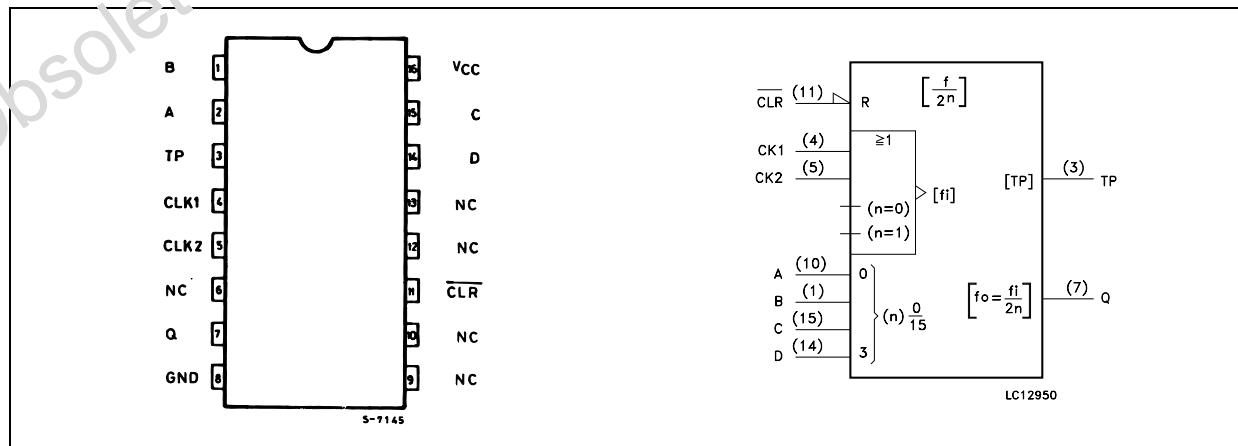 B 1 16 VCC
A 2 15 C
TP 3 14 D
CLK1 4 13 NC
CLK2 5 12 NC
NC 6 11 CLR
Q 7 10 NC
GND 8 9 NC
S-7145
CLR (11) R [f/2n]
≧1
CK1 (4)
CK2 (5)
[fi]
[TP] (3) TP
(n=0)
(n=1)
A (10) 0
B (1)
C (15)
D (14) 3
(n) 0/15
[fo=fi/2n] (7) Q
LC12950